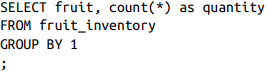 SELECT fruit, count(*) as quantity
FROM fruit_inventory
GROUP BY 1
;